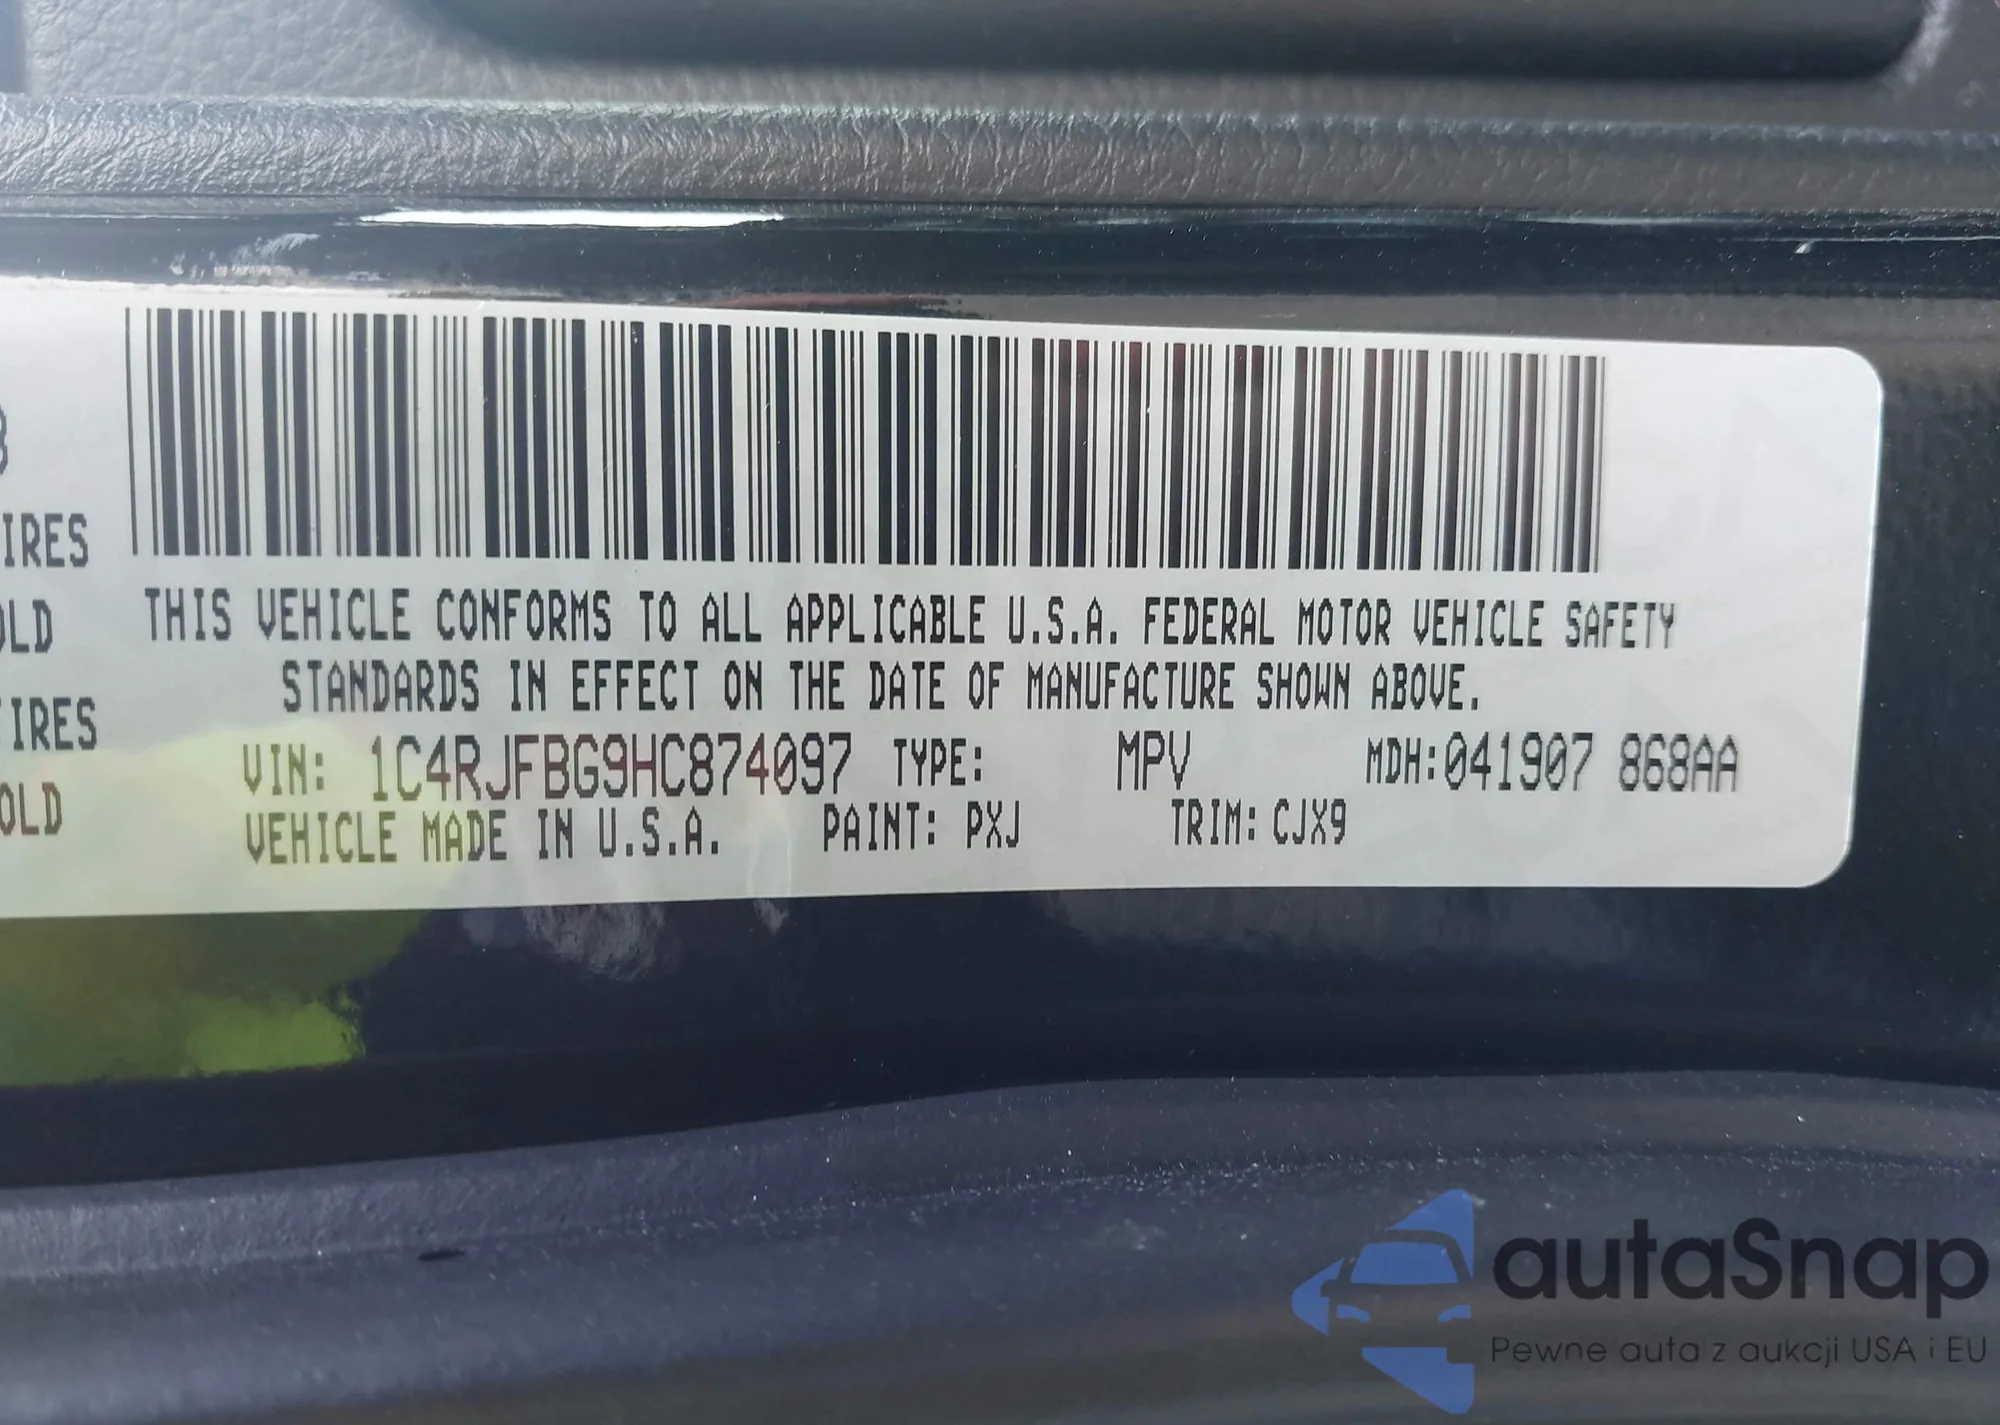 8
IRES
OLD
IRES
OLD
THIS VEHICLE CONFORMS TO ALL APPLICABLE U.S.A. FEDERAL MOTOR VEHICLE SAFETY
STANDARDS IN EFFECT ON THE DATE OF MANUFACTURE SHOWN ABOVE.
VIN: 1C4RJFBG9HC874097 TYPE: MPV MDH:041907 868AA
VEHICLE MADE IN U.S.A. PAINT: PXJ TRIM: CJX9
autaSnap
Pewne auta z aukcji USA i EU